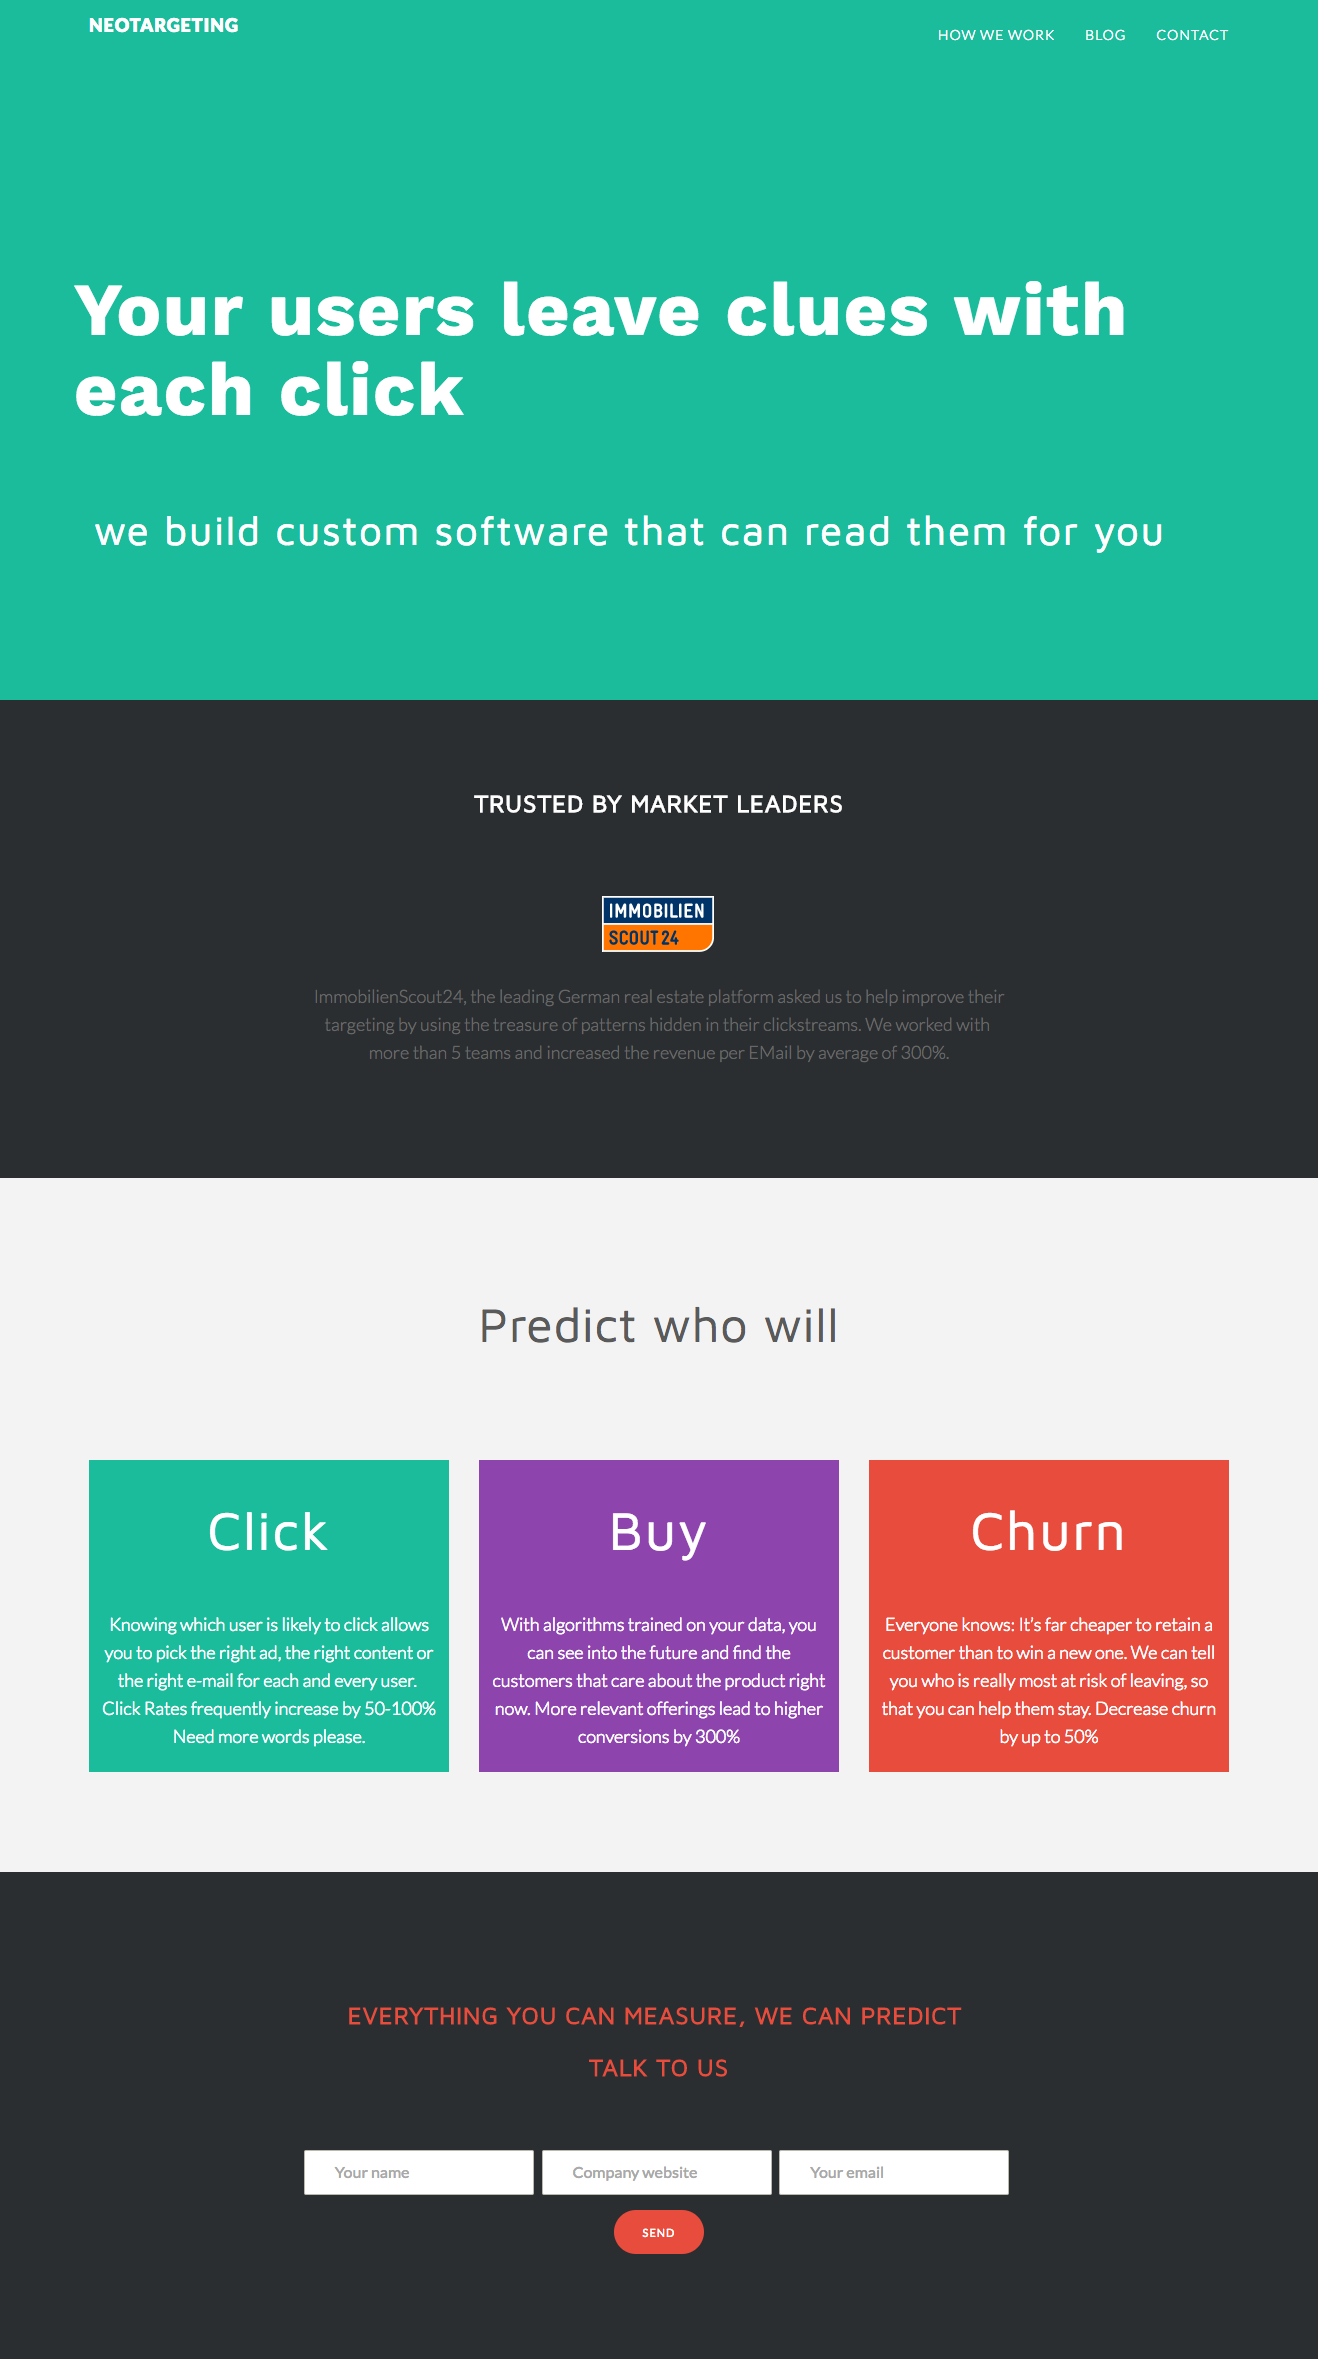 NEOTARGETING
HOW WE WORK BLOG CONTACT
Your users leave clues with
each click
we build custom software that can read them for you
TRUSTED BY MARKET LEADERS
IMMOBILIEN
SCOUT 24
ImmobilienScout24, the leading German real estate platform asked us to help improve their
targeting by using the treasure of patterns hidden in their clickstreams. We worked with
more than 5 teams and increased the revenue per EMail by average of 300%.
Predict who will
Click
Knowing which user is likely to click allows
you to pick the right ad, the right content or
the right e-mail for each and every user.
Click Rates frequently increase by 50-100%
Need more words please.
Buy
With algorithms trained on your data, you
can see into the future and find the
customers that care about the product right
now. More relevant offerings lead to higher
conversions by 300%
Churn
Everyone knows: It’s far cheaper to retain a
customer than to win a new one. We can tell
you who is really most at risk of leaving, so
that you can help them stay. Decrease churn
by up to 50%
EVERYTHING YOU CAN MEASURE, WE CAN PREDICT
TALK TO US
Your name Company website Your email
SEND